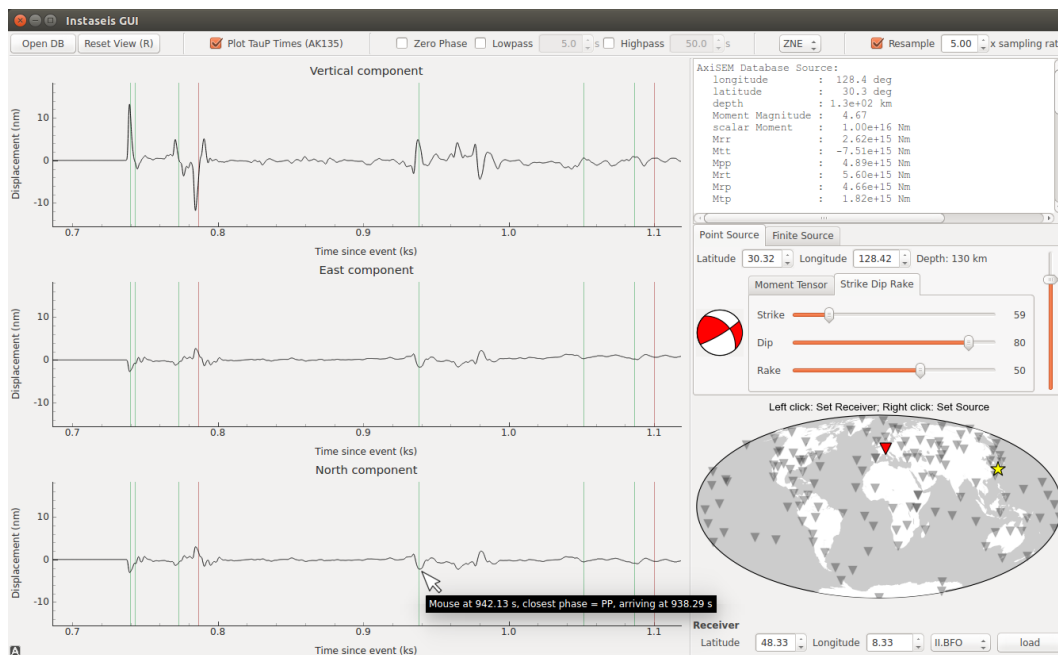 Instaseis GUI
Open DB Reset View (R) Plot TauP Times (AK135) Zero Phase Lowpass 5.0 s Highpass 50.0 s ZNE Resample 5.00 x sampling rat
Vertical component
Displacement (nm)
10
0
-10
0.7 0.8 0.9 1.0 1.1
Time since event (ks)
East component
Displacement (nm)
10
0
-10
0.7 0.8 0.9 1.0 1.1
Time since event (ks)
North component
Displacement (nm)
10
0
-10
Mouse at 942.13 s, closest phase = PP, arriving at 938.29 s
0.7 0.8 0.9 1.0 1.1
Time since event (ks)
A
AxiSEM Database Source:
longitude : 128.4 deg
latitude : 30.3 deg
depth : 1.3e+02 km
Moment Magnitude : 4.67
scalar Moment : 1.00e+16 Nm
Mrr : 2.62e+15 Nm
Mtt : -7.51e+15 Nm
Mpp : 4.89e+15 Nm
Mrt : 5.60e+15 Nm
Mrp : 4.66e+15 Nm
Mtp : 1.82e+15 Nm
Point Source Finite Source
Latitude 30.32 Longitude 128.42 Depth: 130 km
Moment Tensor Strike Dip Rake
Strike 59
Dip 80
Rake 50
Left click: Set Receiver; Right click: Set Source
Receiver
Latitude 48.33 Longitude 8.33 II.BFO load